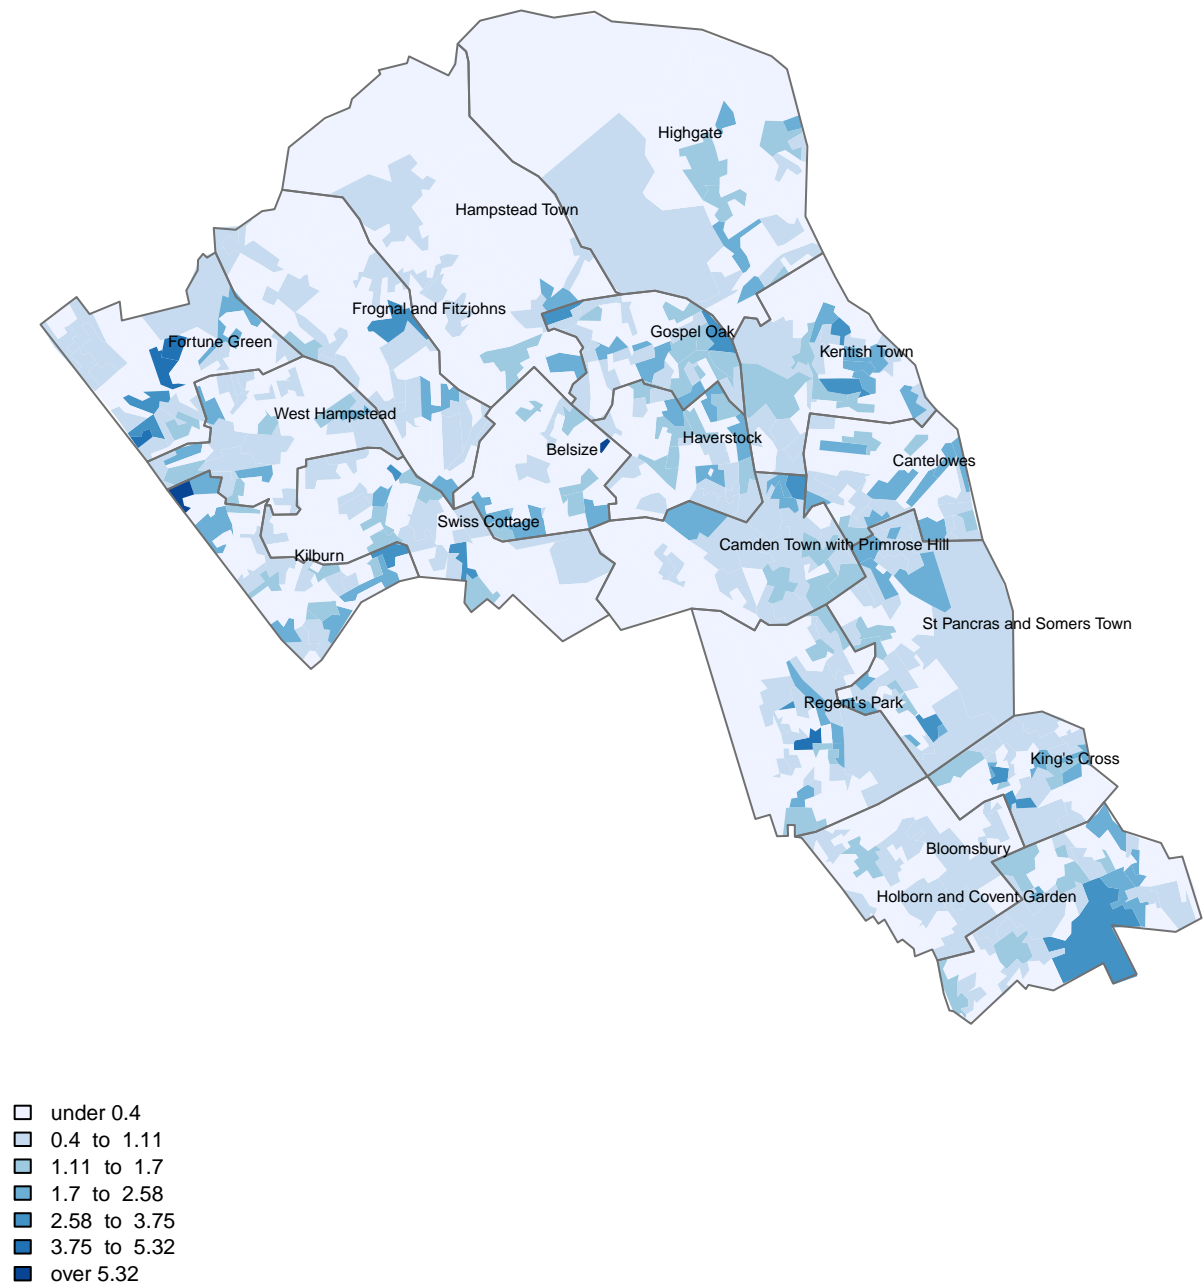 Highgate
Hampstead Town
Frognal and Fitzjohns
Gospel Oak
Fortune Green
Kentish Town
West Hampstead
Haverstock
Belsize
Cantelowes
Swiss Cottage
Camden Town with Primrose Hill
Kilburn
St Pancras and Somers Town
Regent's Park
King's Cross
Bloomsbury
Holborn and Covent Garden
under 0.4
0.4 to 1.11
1.11 to 1.7
1.7 to 2.58
2.58 to 3.75
3.75 to 5.32
over 5.32